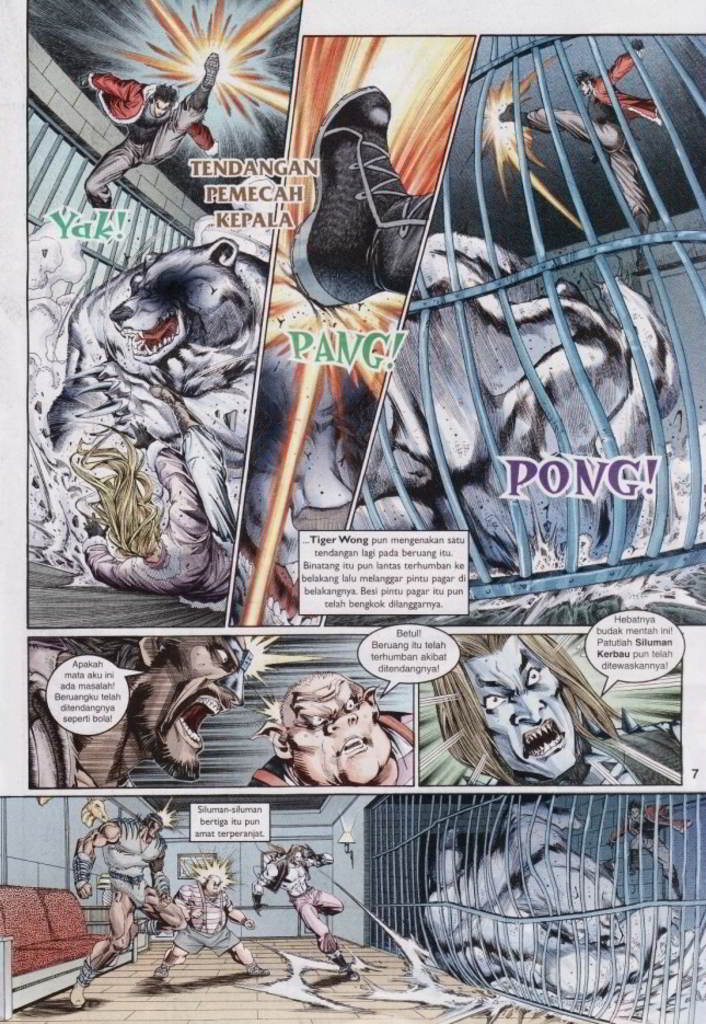 TENDANGAN
PEMECAH
KEPALA
Yak!
PANG!
PONG!
...Tiger Wong pun mengenakan satu
tendangan lagi pada beruang itu.
Binatang itu pun lantas terhumban ke
belakang lalu melanggar pintu pagar di
belakangnya. Besi pintu pagar itu pun
telah bengkok dilanggarnya.
Apakah
mata aku ini
ada masalah!
Beruangku telah
ditendangnya
seperti bola!
Betul!
Beruang itu telah
terhumban akibat
ditendangnya!
Hebatnya
budak mentah ini!
Patutlah Siluman
Kerbau pun telah
ditewaskannya!
7
Siluman-siluman
bertiga itu pun
amat terperanjat.